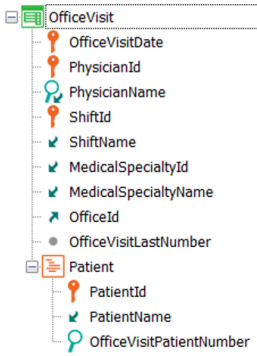 OfficeVisit
OfficeVisitDate
PhysicianId
PhysicianName
ShiftId
ShiftName
MedicalSpecialtyId
MedicalSpecialtyName
OfficeId
OfficeVisitLastNumber
Patient
PatientId
PatientName
OfficeVisitPatientNumber